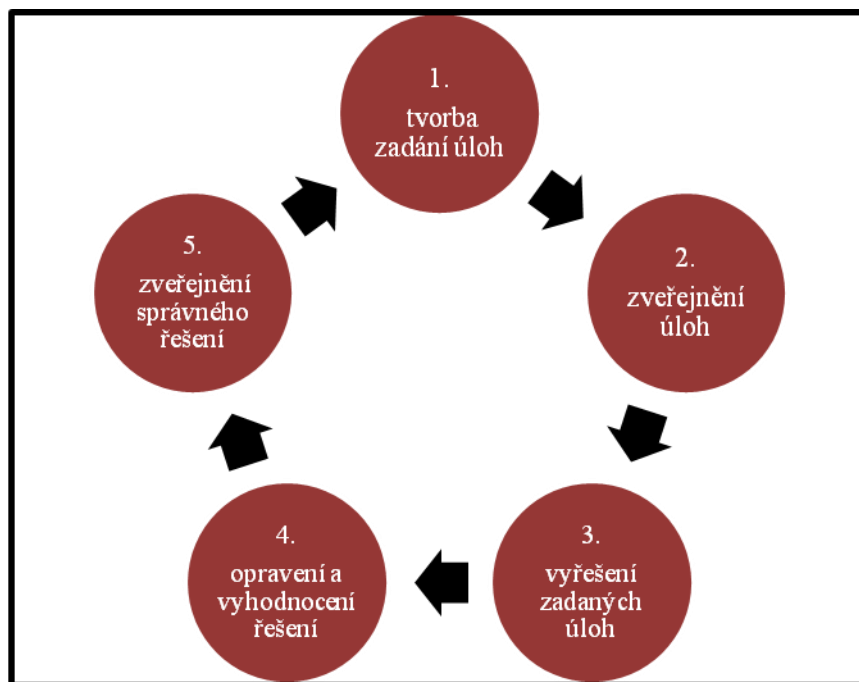 1.
tvorba
zadání úloh
2.
zveřejnění
úloh
3.
vyřešení
zadaných
úloh
4.
opravení a
vyhodnocení
řešení
5.
zveřejnění
správného
řešení